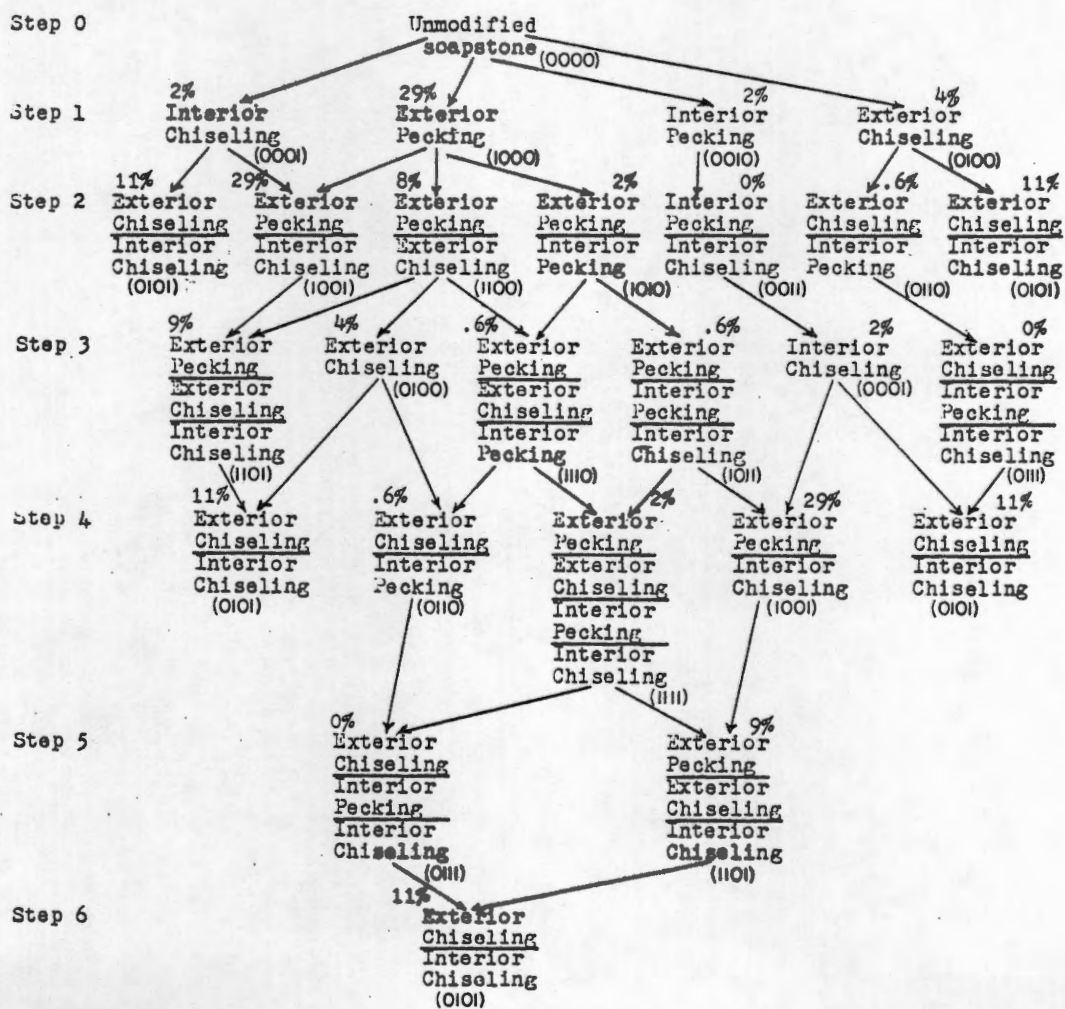 Step 0
Unmodified
soapstone
(0000)
2%
29%
2%
4%
Step 1
Interior
Chiseling
(0001)
Exterior
Pecking
(1000)
Interior
Pecking
(0010)
Exterior
Chiseling
(0100)
11%
29%
8%
2%
0%
.6%
11%
Step 2
Exterior
Chiseling
Interior
Chiseling
(0101)
Exterior
Pecking
Interior
Chiseling
(1001)
Exterior
Pecking
Exterior
Chiseling
(1100)
Exterior
Pecking
Interior
Pecking
(1010)
Interior
Pecking
Interior
Chiseling
(0011)
Exterior
Chiseling
Interior
Pecking
(0110)
Exterior
Chiseling
Interior
Chiseling
(0101)
9%
4%
.6%
.6%
2%
0%
Step 3
Exterior
Pecking
Exterior
Chiseling
Interior
Chiseling
(1101)
Exterior
Chiseling
(0100)
Exterior
Pecking
Exterior
Chiseling
Interior
Pecking
(1110)
Exterior
Pecking
Interior
Pecking
Interior
Chiseling
(1011)
Interior
Chiseling
(0001)
Exterior
Chiseling
Interior
Pecking
Interior
Chiseling
(0111)
11%
.6%
2%
29%
11%
Step 4
Exterior
Chiseling
Interior
Chiseling
(0101)
Exterior
Chiseling
Interior
Pecking
(0110)
Exterior
Pecking
Exterior
Chiseling
Interior
Pecking
Interior
Chiseling
(1111)
Exterior
Pecking
Interior
Chiseling
(1001)
Exterior
Chiseling
Interior
Chiseling
(0101)
0%
9%
Step 5
Exterior
Chiseling
Interior
Pecking
Interior
Chiseling
(0111)
Exterior
Pecking
Exterior
Chiseling
Interior
Chiseling
(1101)
11%
Step 6
Exterior
Chiseling
Interior
Chiseling
(0101)